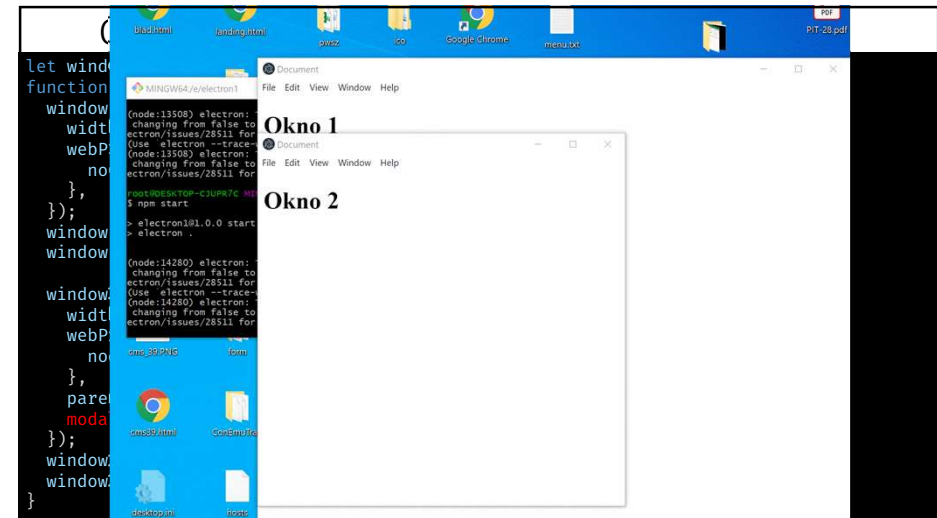 let wind
function
window
widtl
webP
no
},
});
window
window
window
widt
webP
no
},
pare
moda
});
window
window
}
blad.html
landing.html
pwsz
ico
Google Chrome
menu.txt
PDF
PIT-28.pdf
MINGW64:/e/electron1
(node:13508) electron:
changing from false to
ectron/issues/28511 for
(Use `electron --trace-
(node:13508) electron:
changing from false to
ectron/issues/28511 for
root@DESKTOP-CJUPR7C MI
$ npm start
> electron1@1.0.0 start
> electron .
(node:14280) electron:
changing from false to
ectron/issues/28511 for
(Use `electron --trace-
(node:14280) electron:
changing from false to
ectron/issues/28511 for
Document
File Edit View Window Help
Okno 1
Document
File Edit View Window Help
Okno 2
cms_39.PNG
form
cms39.html
ConEmuTra
desktop.ini
hosts